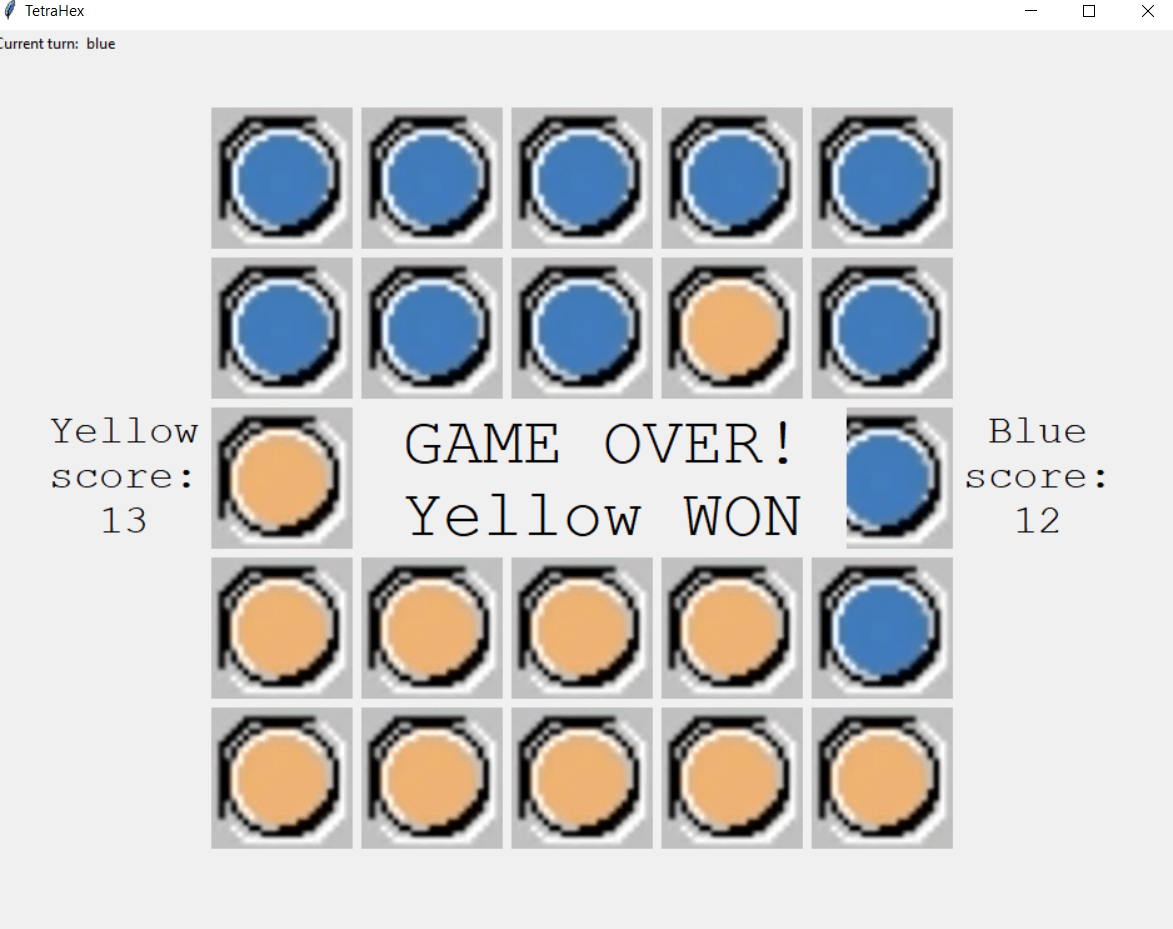 TetraHex
Current turn: blue
Yellow
score:
13
GAME OVER!
Yellow WON
Blue
score:
12